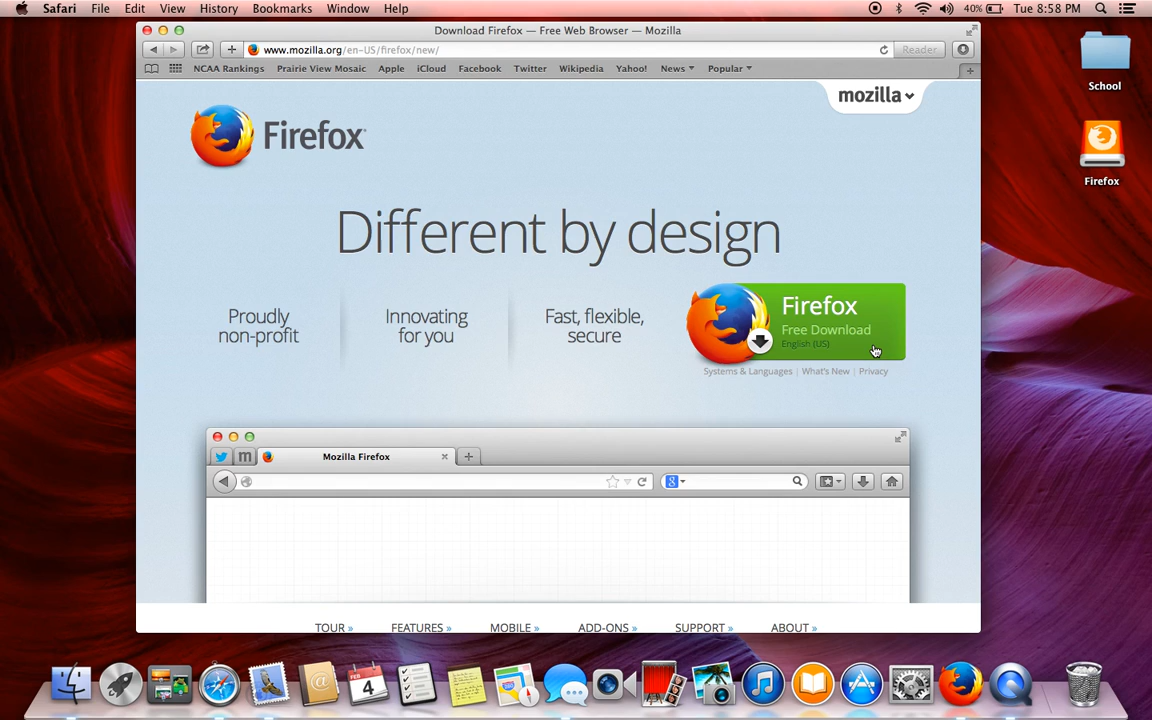 Safari File Edit View History Bookmarks Window Help 40% Tue 8:58 PM
Download Firefox — Free Web Browser — Mozilla
www.mozilla.org/en-US/firefox/new/ Reader
NCAA Rankings Prairie View Mosaic Apple iCloud Facebook Twitter Wikipedia Yahoo! News Popular
School
Firefox
mozilla
Firefox
Different by design
Proudly
non-profit
Innovating
for you
Fast, flexible,
secure
Firefox
Free Download
English (US)
Systems & Languages | What's New | Privacy
m Mozilla Firefox
8
TOUR » FEATURES » MOBILE » ADD-ONS » SUPPORT » ABOUT »
FEB
4